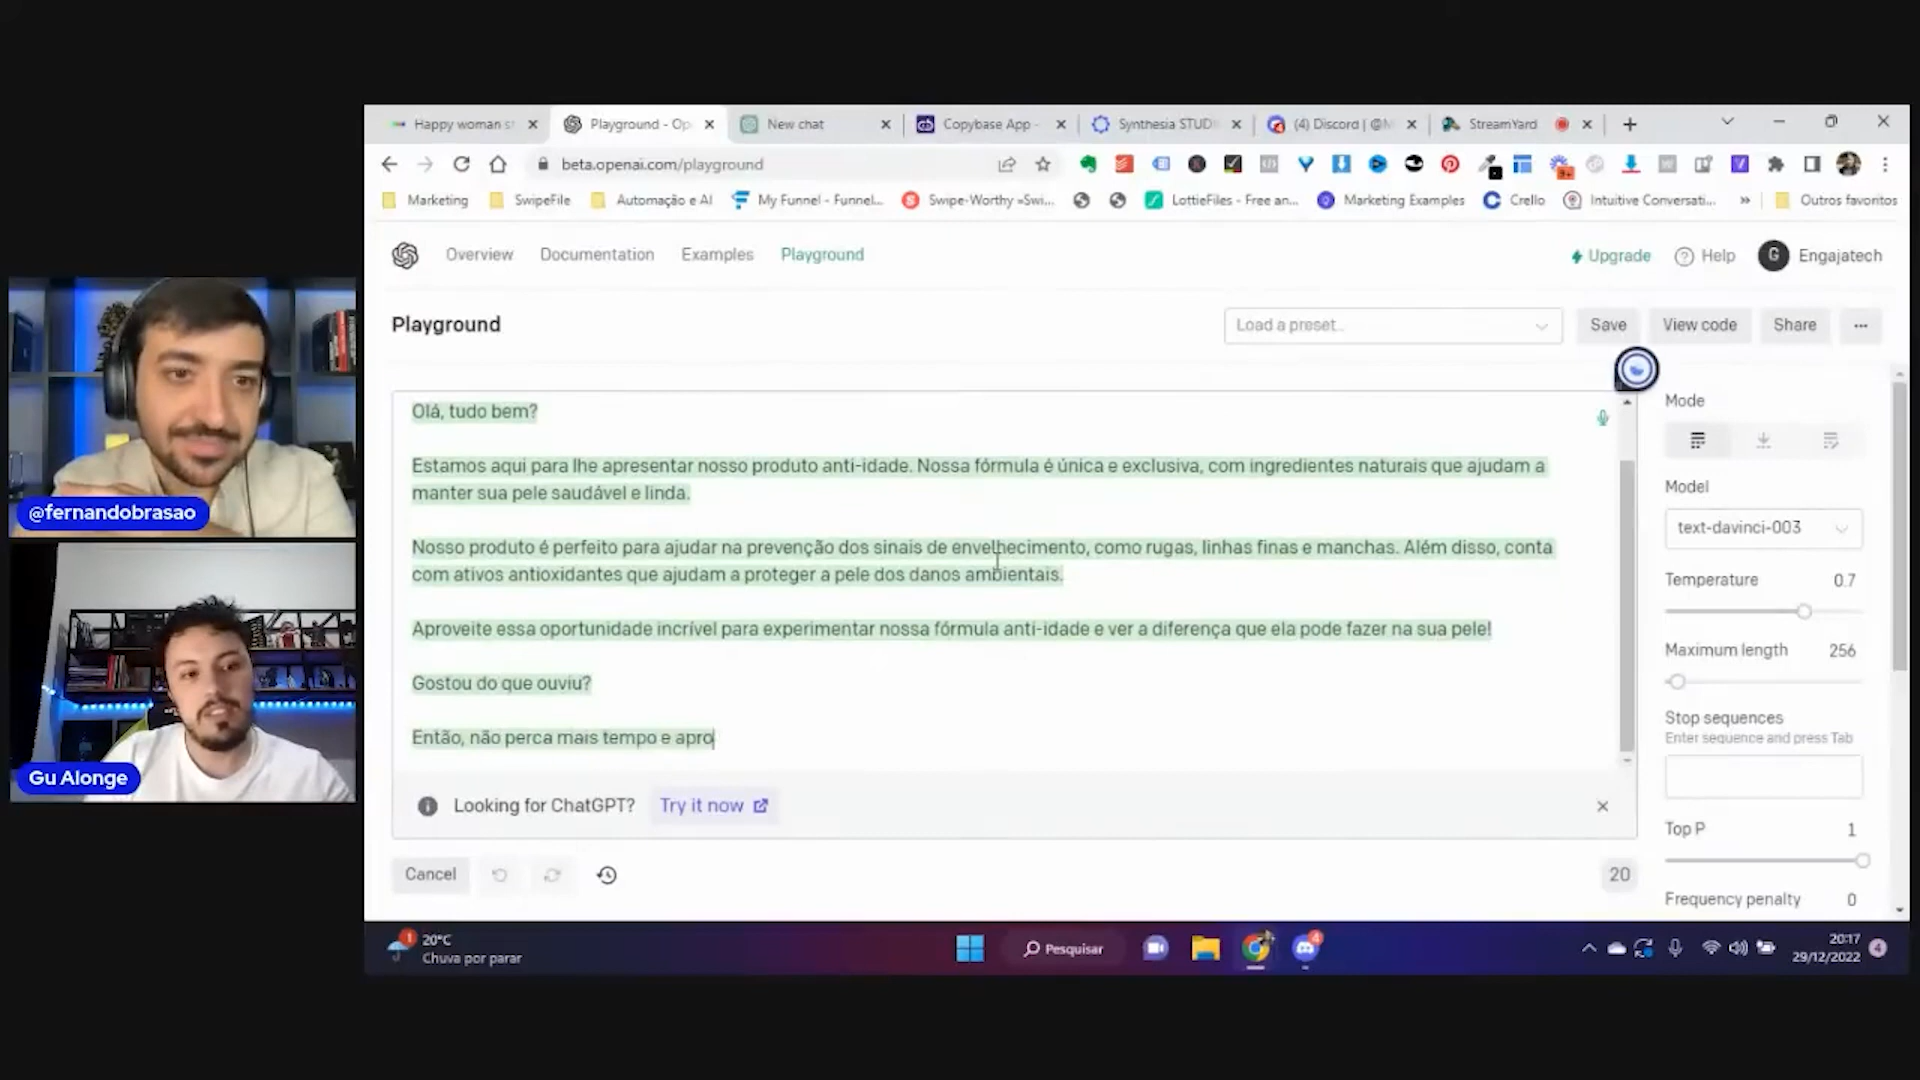 Happy woman s
Playground - Op
New chat
Copybase App -
Synthesia STUD
(4) Discord | @M
StreamYard
beta.openai.com/playground
Marketing
SwipeFile
Automação e AI
My Funnel - Funnel...
Swipe-Worthy »Swi...
LottieFiles - Free an...
Marketing Examples
Crello
Intuitive Conversati...
»
Outros favoritos
Overview
Documentation
Examples
Playground
Upgrade
Help
G
Engajatech
Playground
Load a preset...
Save
View code
Share
...
Olá, tudo bem?
Estamos aqui para lhe apresentar nosso produto anti-idade. Nossa fórmula é única e exclusiva, com ingredientes naturais que ajudam a
manter sua pele saudável e linda.
Nosso produto é perfeito para ajudar na prevenção dos sinais de envelhecimento, como rugas, linhas finas e manchas. Além disso, conta
com ativos antioxidantes que ajudam a proteger a pele dos danos ambientais.
Aproveite essa oportunidade incrível para experimentar nossa fórmula anti-idade e ver a diferença que ela pode fazer na sua pele!
Gostou do que ouviu?
Então, não perca mais tempo e apro
Looking for ChatGPT?
Try it now
Cancel
20
Mode
Model
text-davinci-003
Temperature 0.7
Maximum length 256
Stop sequences
Enter sequence and press Tab
Top P 1
Frequency penalty 0
@fernandobrasao
Gu Alonge
1
20°C
Chuva por parar
Pesquisar
4
20:17
29/12/2022
4